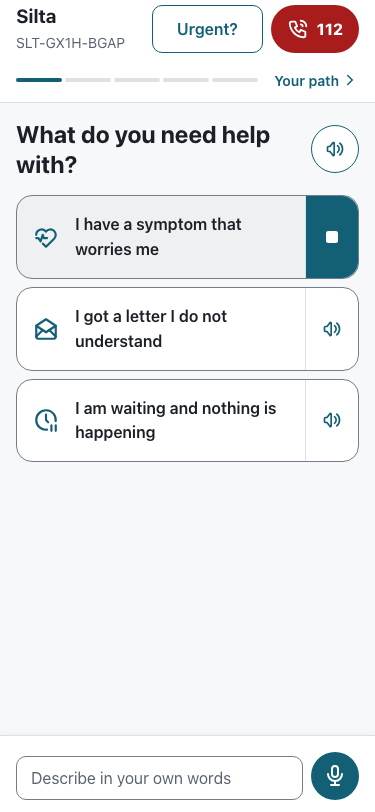 Silta
SLT-GX1H-BGAP
Urgent?
112
Your path
What do you need help
with?
I have a symptom that
worries me
I got a letter I do not
understand
I am waiting and nothing is
happening
Describe in your own words